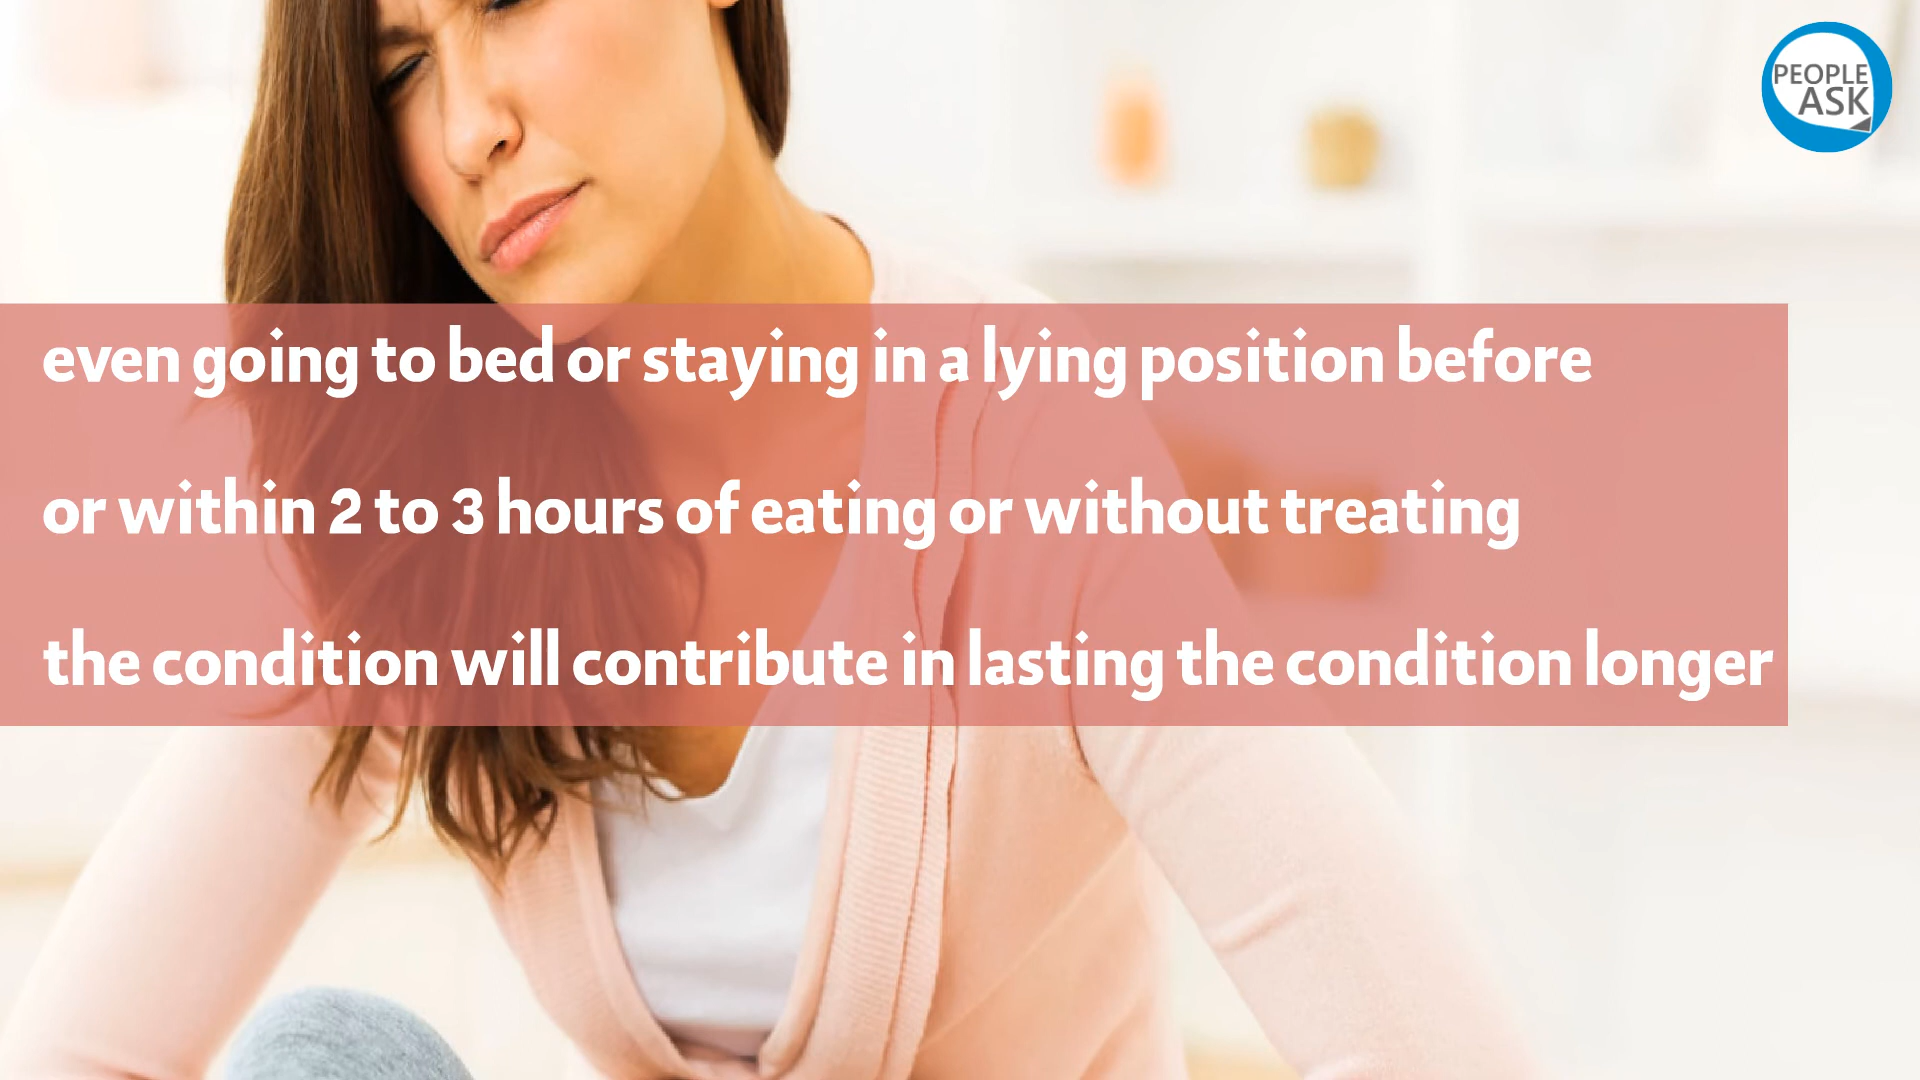 PEOPLE
ASK
even going to bed or staying in a lying position before
or within 2 to 3 hours of eating or without treating
the condition will contribute in lasting the condition longer